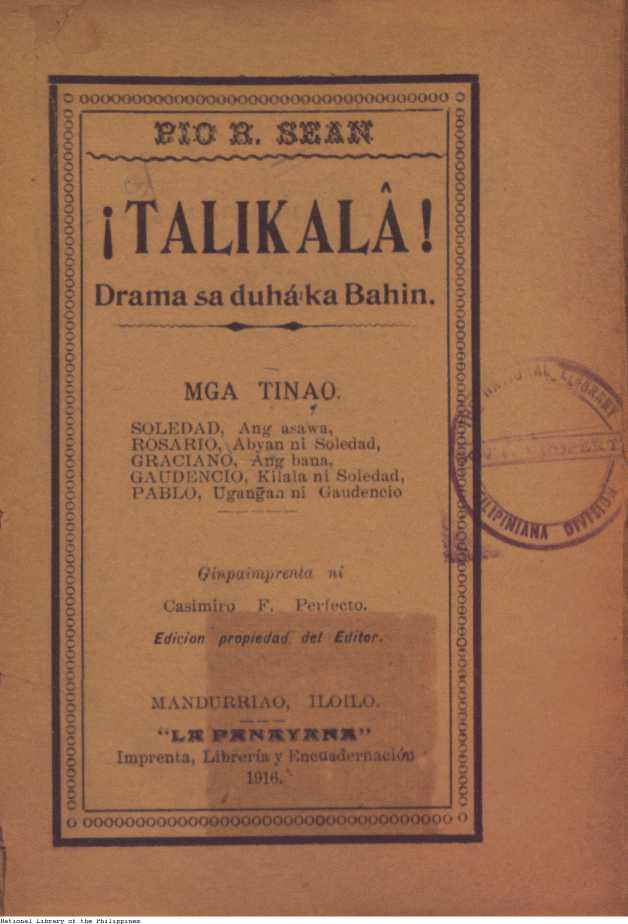 PIO R. SEAN
¡TALIKALÂ!
Drama sa duhá ka Bahin.
MGA TINAO.
SOLEDAD, Ang asawa,
ROSARIO, Abyan ni Soledad,
GRACIANO, Ang bana,
GAUDENCIO, Kilala ni Soledad,
PABLO, Ugangan ni Gaudencio
Ginpaimprenta ni
Casimiro F. Perfecto.
Edicion propiedad del Editor.
MANDURRIAO, ILOILO.
"LA PANAYANA"
Imprenta, Librería y Encuadernación
1916.
NATIONAL LIBRARY
FILIPINIANA DIVISION
National Library of the Philippines